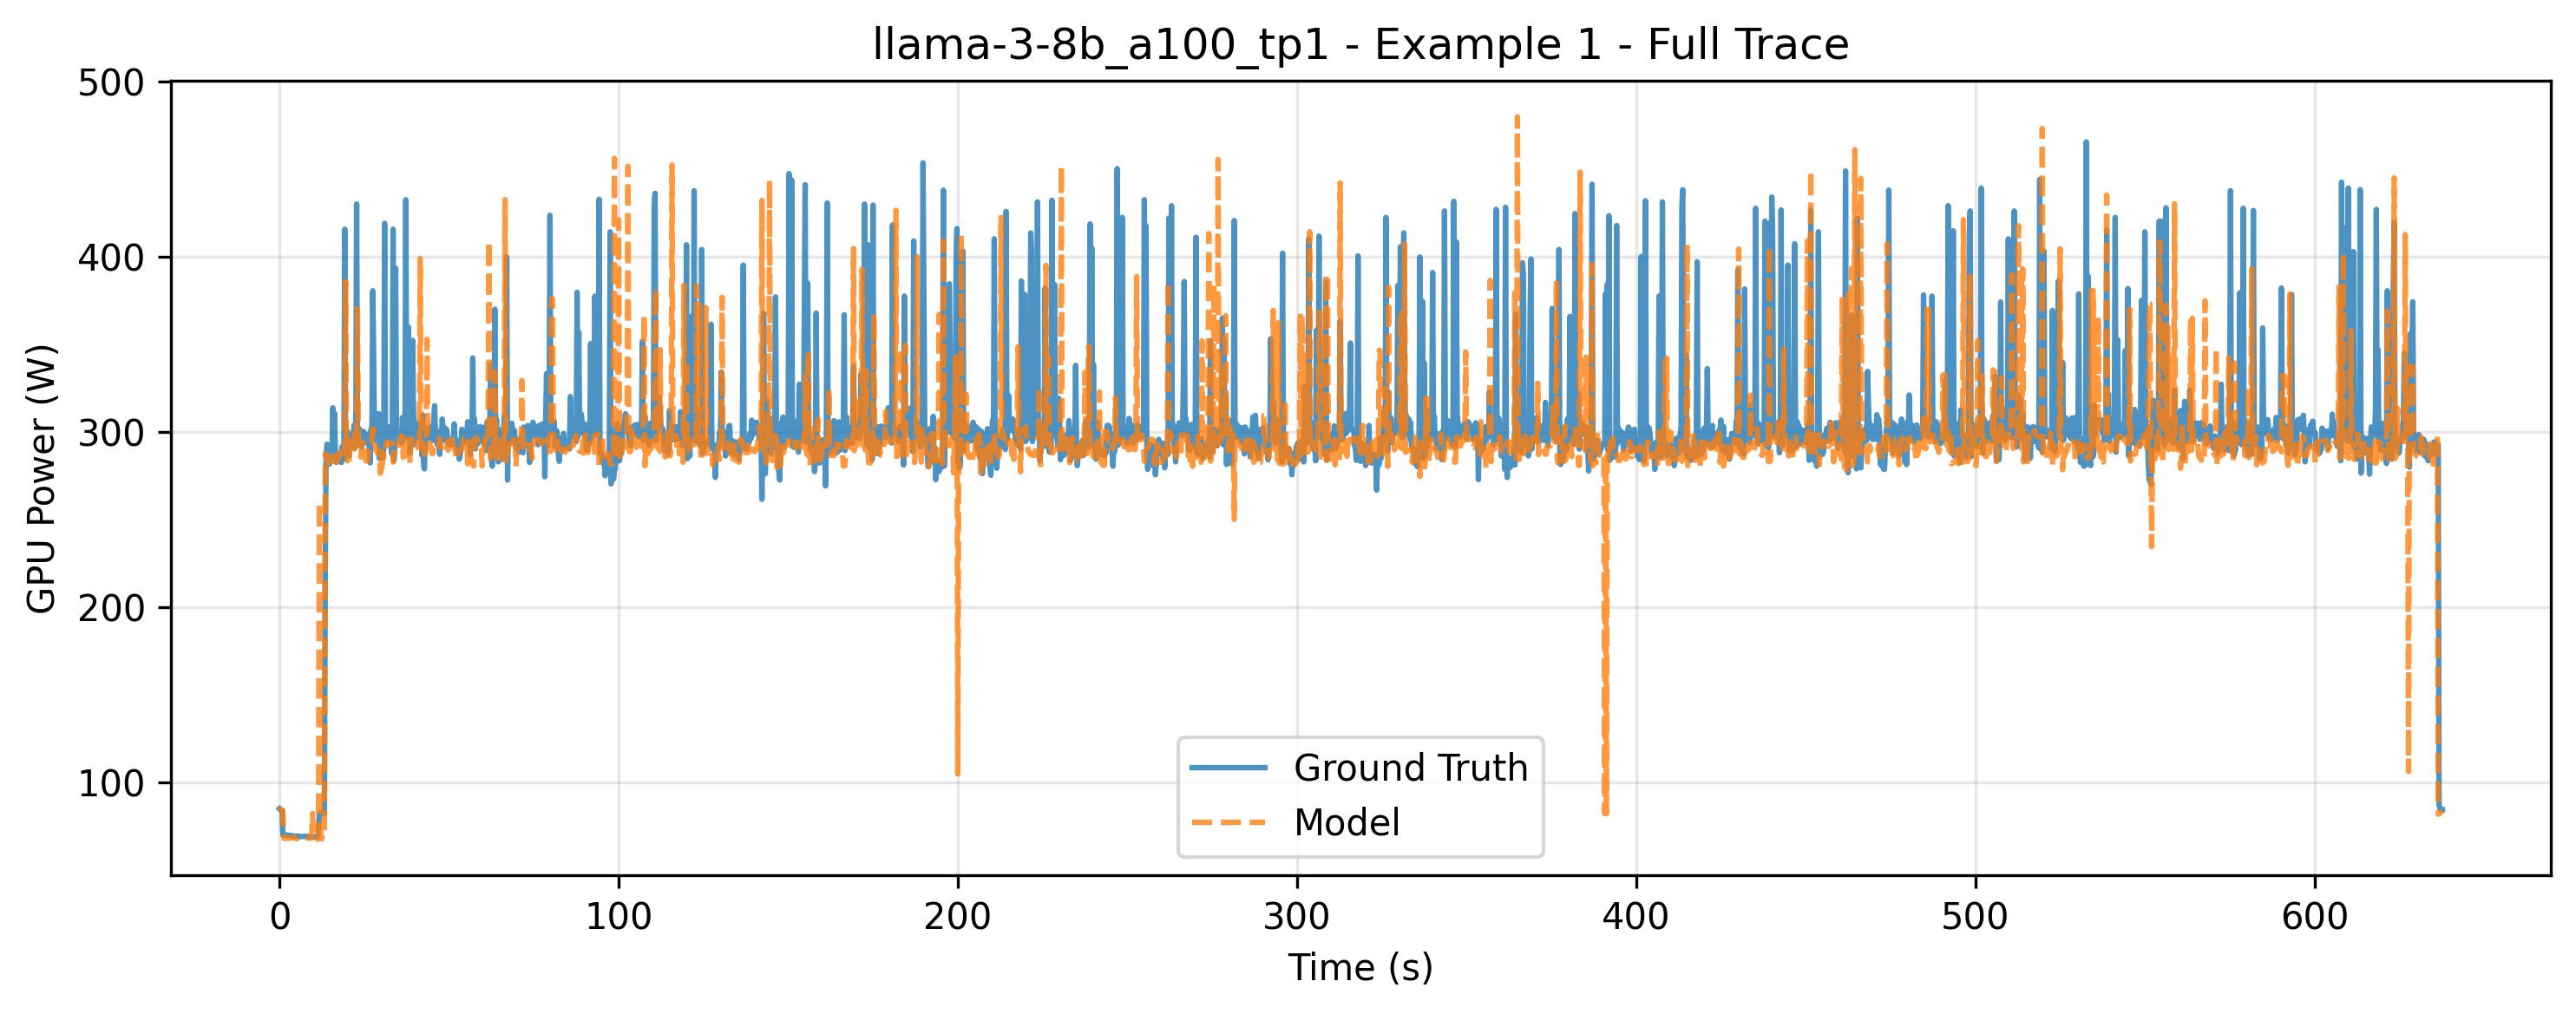 llama-3-8b_a100_tp1 - Example 1 - Full Trace
500
400
300
200
100
GPU Power (W)
Ground Truth
Model
0 100 200 300 400 500 600
Time (s)